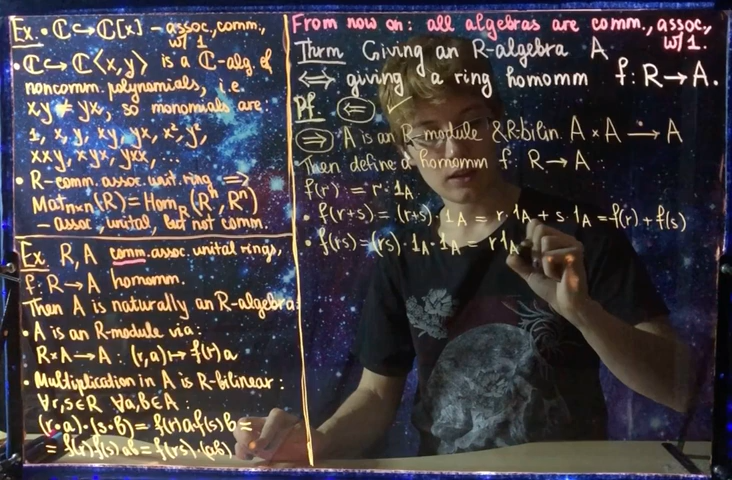 Ex. • ℂ ↪ ℂ[x] – assoc., comm.,
w/ 1
• ℂ ↪ ℂ⟨x,y⟩ is a ℂ-alg. of
noncomm. polynomials, i.e.
xy ≠ yx, so monomials are
1, x, y, xy, yx, x², y²,
xxy, xyx, yxx, ...
• R-comm. assoc. unit. ring ⟹
Mat_{n×n}(R) = Hom_R(Rⁿ, Rⁿ)
– assoc., unital, but not comm.
Ex. R, A comm. assoc. unital rings,
f: R → A homomm.
Then A is naturally an R-algebra:
• A is an R-module via:
R×A → A : (r,a) ↦ f(r)a
• Multiplication in A is R-bilinear:
∀r,s∈R ∀a,b∈A:
(r•a)·(s•b) = f(r)a f(s)b =
= f(r)f(s)ab = f(rs)·(ab)
From now on: all algebras are comm., assoc.,
w/ 1.
Thrm Giving an R-algebra A
⟺ giving a ring homomm f: R → A.
Pf. (⇐) ✓
(⇒) A is an R-module & R-bilin. A × A → A
Then define a homomm f: R → A:
f(r) := r·1_A
• f(r+s) = (r+s)·1_A = r·1_A + s·1_A = f(r) + f(s)
• f(rs) = (rs)·1_A·1_A = r1_A